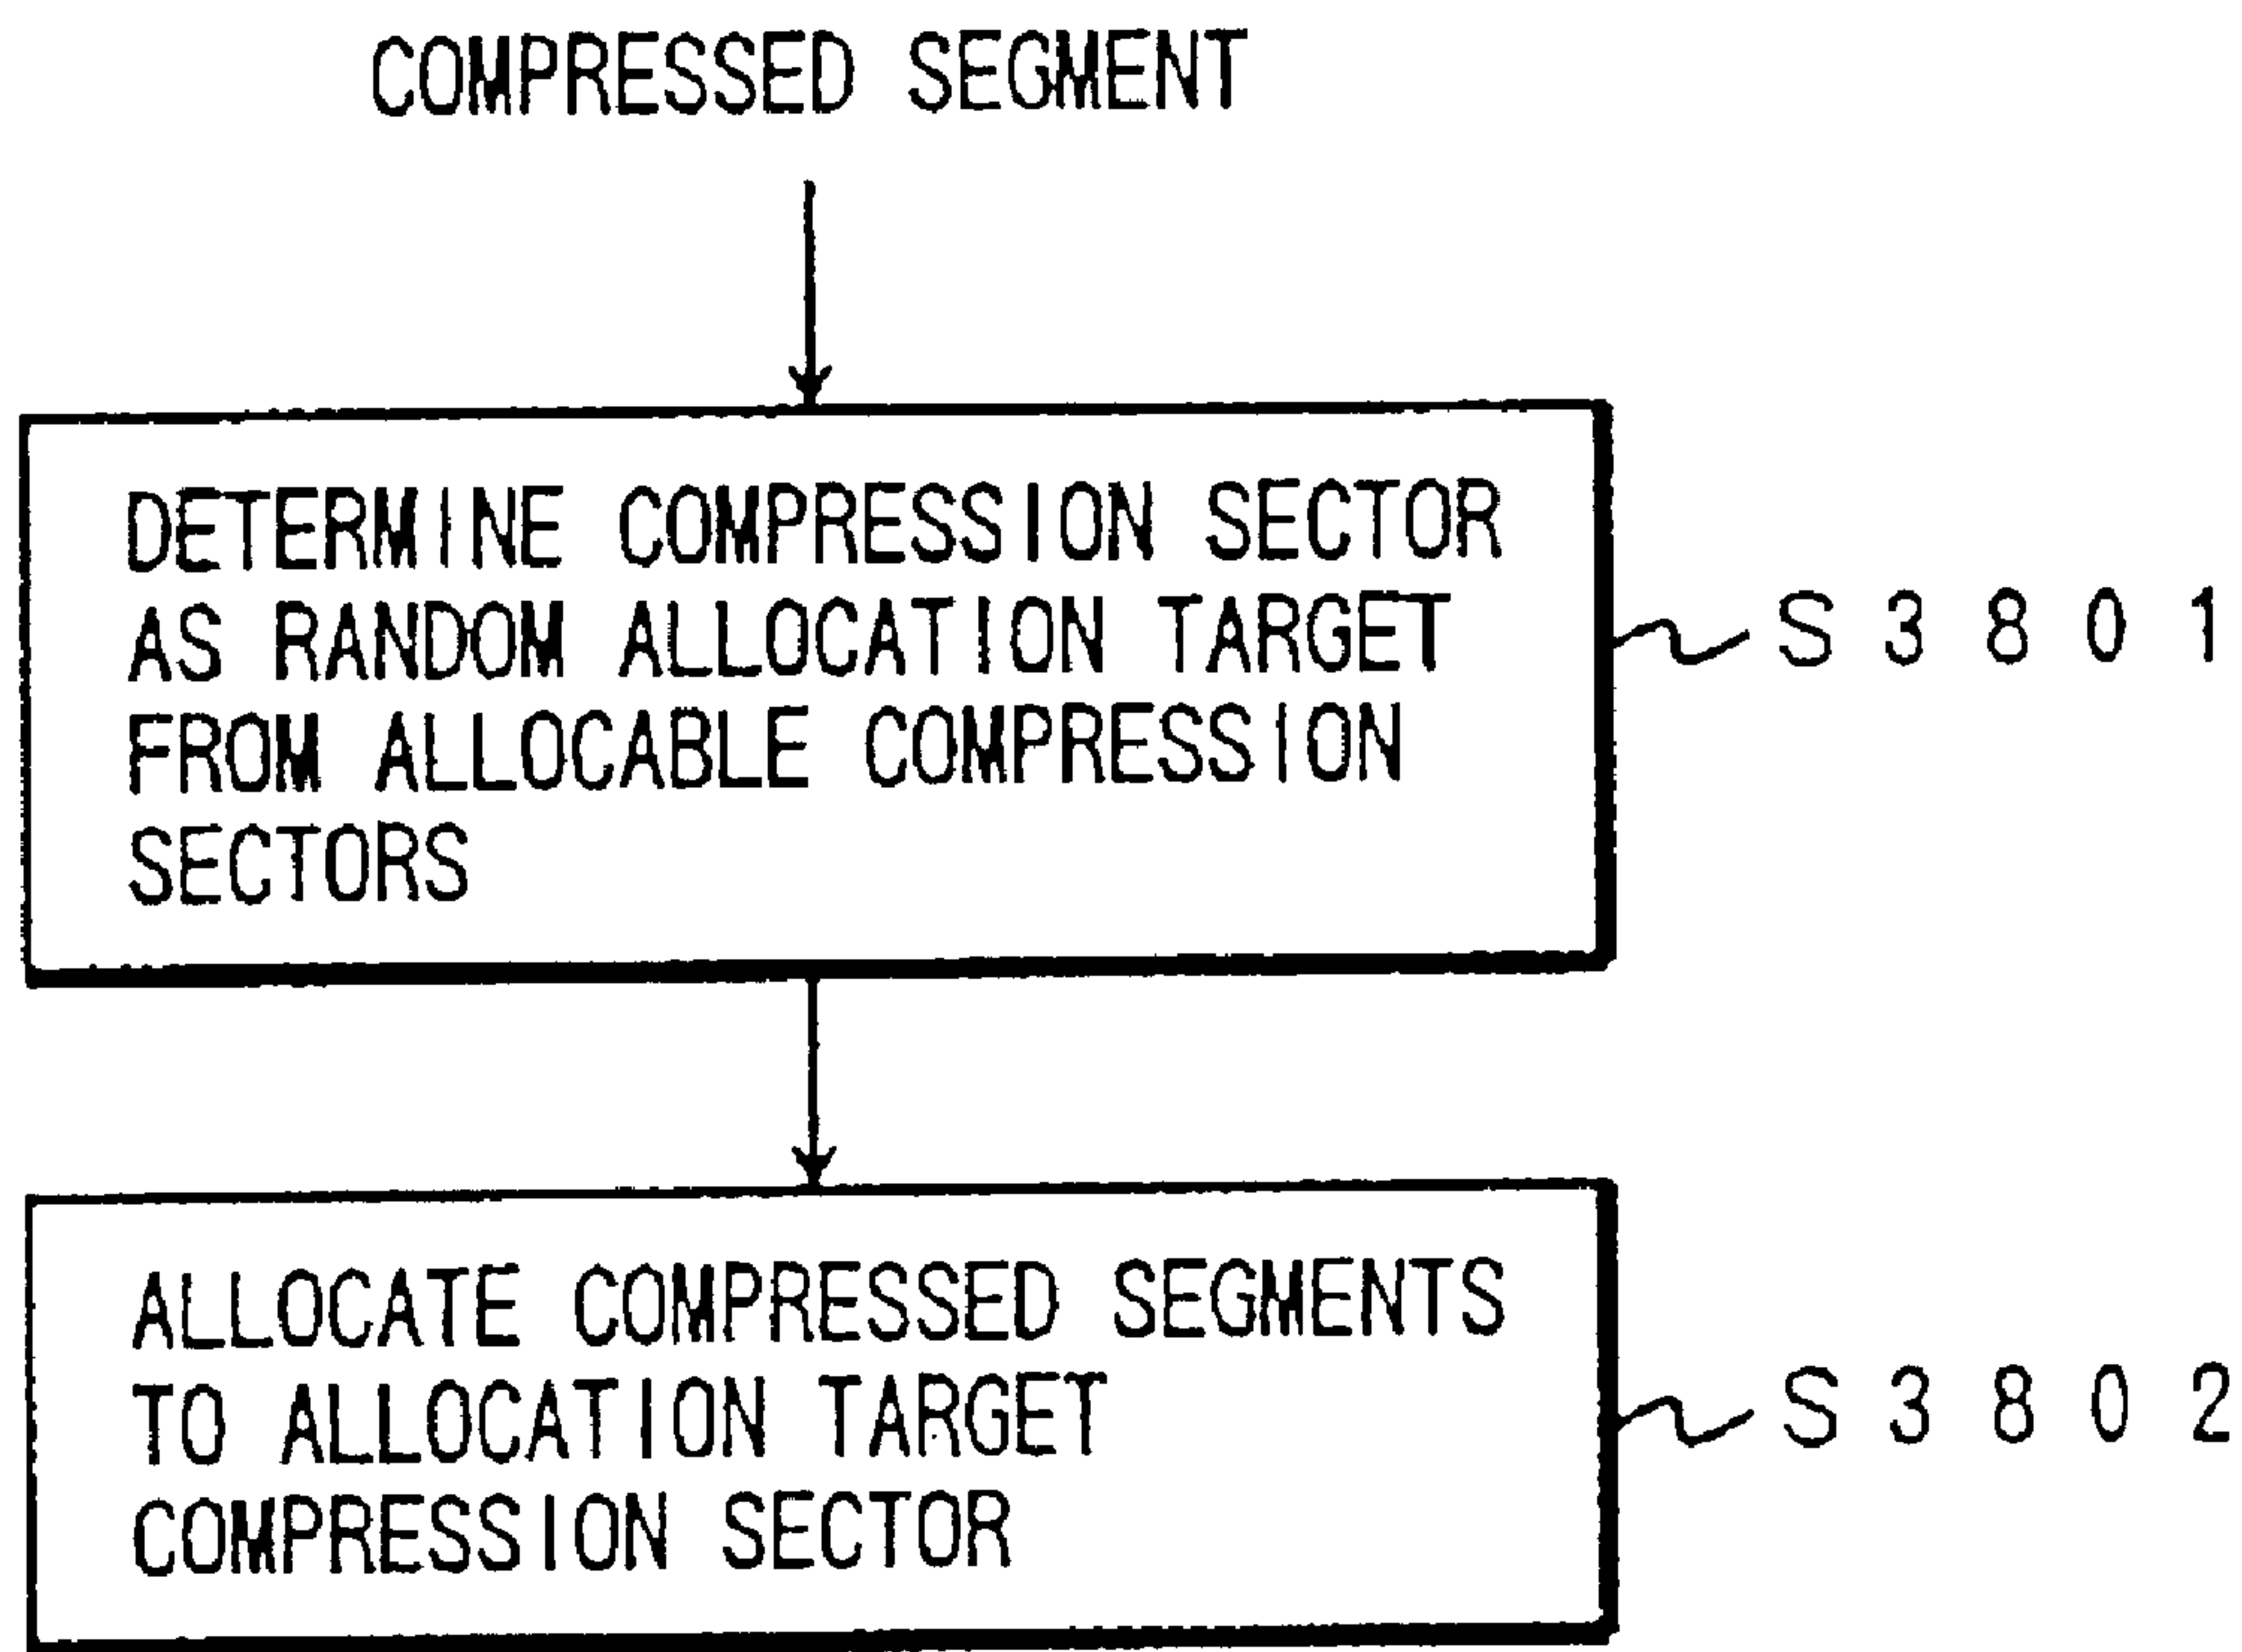 COMPRESSED SEGMENT
DETERMINE COMPRESSION SECTOR
AS RANDOM ALLOCATION TARGET
FROM ALLOCABLE COMPRESSION
SECTORS
S3801
ALLOCATE COMPRESSED SEGMENTS
TO ALLOCATION TARGET
COMPRESSION SECTOR
S3802